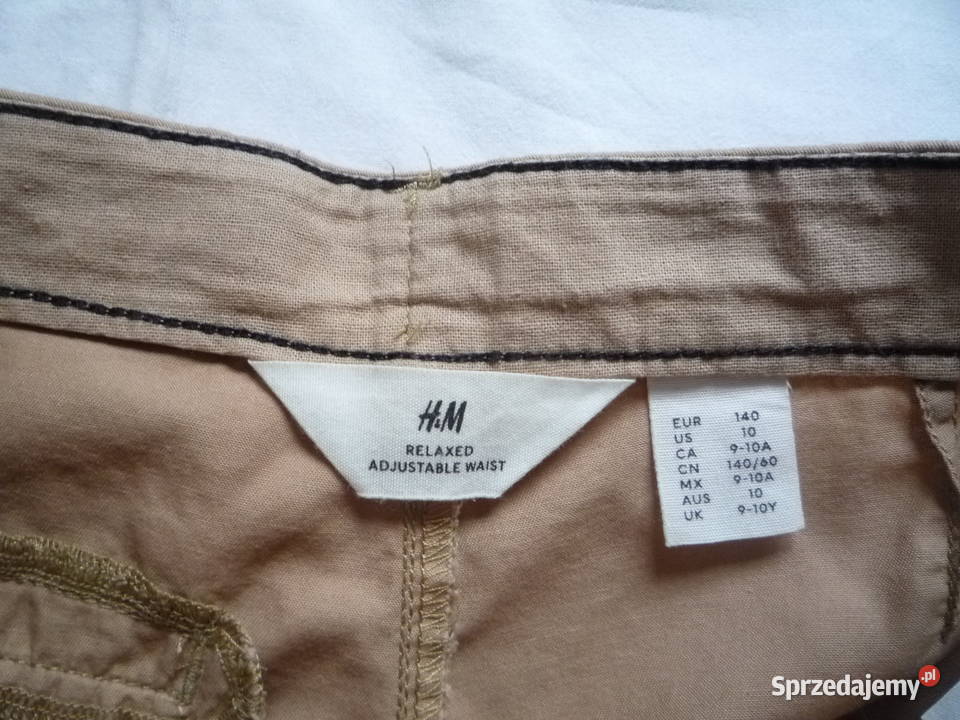 H&M
RELAXED
ADJUSTABLE WAIST
EUR 140
US 10
CA 9-10A
CN 140/60
MX 9-10A
AUS 10
UK 9-10Y
Sprzedajemy.pl